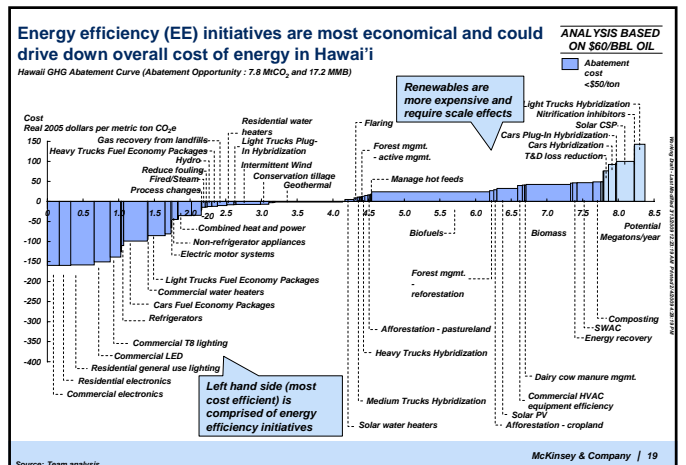 Energy efficiency (EE) initiatives are most economical and could
drive down overall cost of energy in Hawai'i
ANALYSIS BASED
ON $60/BBL OIL
Hawaii GHG Abatement Curve (Abatement Opportunity : 7.8 MtCO2 and 17.2 MMB)
Abatement
cost
<$50/ton
Renewables are
more expensive and
require scale effects
Cost
Real 2005 dollars per metric ton CO2e
150
100
50
0
-50
-100
-150
-200
-250
-300
-350
-400
Gas recovery from landfills
Heavy Trucks Fuel Economy Packages
Hydro
Reduce fouling
Fired/Steam
Process changes
Residential water
heaters
Light Trucks Plug-
In Hybridization
Intermittent Wind
Conservation tillage
Geothermal
Flaring
Forest mgmt.
- active mgmt.
Manage hot feeds
Light Trucks Hybridization
Nitrification inhibitors
Solar CSP
Cars Plug-In Hybridization
Cars Hybridization
T&D loss reduction
0 0.5 1.0 1.5 2.0 2.5 3.0 3.5 4.0 4.5 5.0 5.5 6.0 6.5 7.0 7.5 8.0 8.5
-20
Potential
Megatons/year
Combined heat and power
Non-refrigerator appliances
Electric motor systems
Light Trucks Fuel Economy Packages
Commercial water heaters
Cars Fuel Economy Packages
Refrigerators
Commercial T8 lighting
Commercial LED
Residential general use lighting
Residential electronics
Commercial electronics
Left hand side (most
cost efficient) is
comprised of energy
efficiency initiatives
Biofuels
Biomass
Forest mgmt.
-
reforestation
Afforestation - pastureland
Heavy Trucks Hybridization
Medium Trucks Hybridization
Solar water heaters
Composting
SWAC
Energy recovery
Dairy cow manure mgmt.
Commercial HVAC
equipment efficiency
Solar PV
Afforestation - cropland
Source: Team analysis
McKinsey & Company | 19